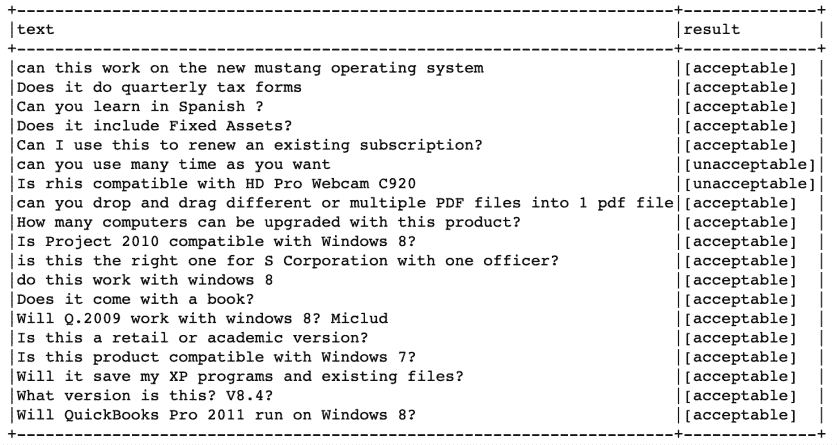 +--------------------------------------------------------------------+--------------+
|text |result |
+--------------------------------------------------------------------+--------------+
|can this work on the new mustang operating system |[acceptable] |
|Does it do quarterly tax forms |[acceptable] |
|Can you learn in Spanish ? |[acceptable] |
|Does it include Fixed Assets? |[acceptable] |
|Can I use this to renew an existing subscription? |[acceptable] |
|can you use many time as you want |[unacceptable]|
|Is rhis compatible with HD Pro Webcam C920 |[unacceptable]|
|can you drop and drag different or multiple PDF files into 1 pdf file|[acceptable] |
|How many computers can be upgraded with this product? |[acceptable] |
|Is Project 2010 compatible with Windows 8? |[acceptable] |
|is this the right one for S Corporation with one officer? |[acceptable] |
|do this work with windows 8 |[acceptable] |
|Does it come with a book? |[acceptable] |
|Will Q.2009 work with windows 8? Miclud |[acceptable] |
|Is this a retail or academic version? |[acceptable] |
|Is this product compatible with Windows 7? |[acceptable] |
|Will it save my XP programs and existing files? |[acceptable] |
|What version is this? V8.4? |[acceptable] |
|Will QuickBooks Pro 2011 run on Windows 8? |[acceptable] |
+--------------------------------------------------------------------+--------------+